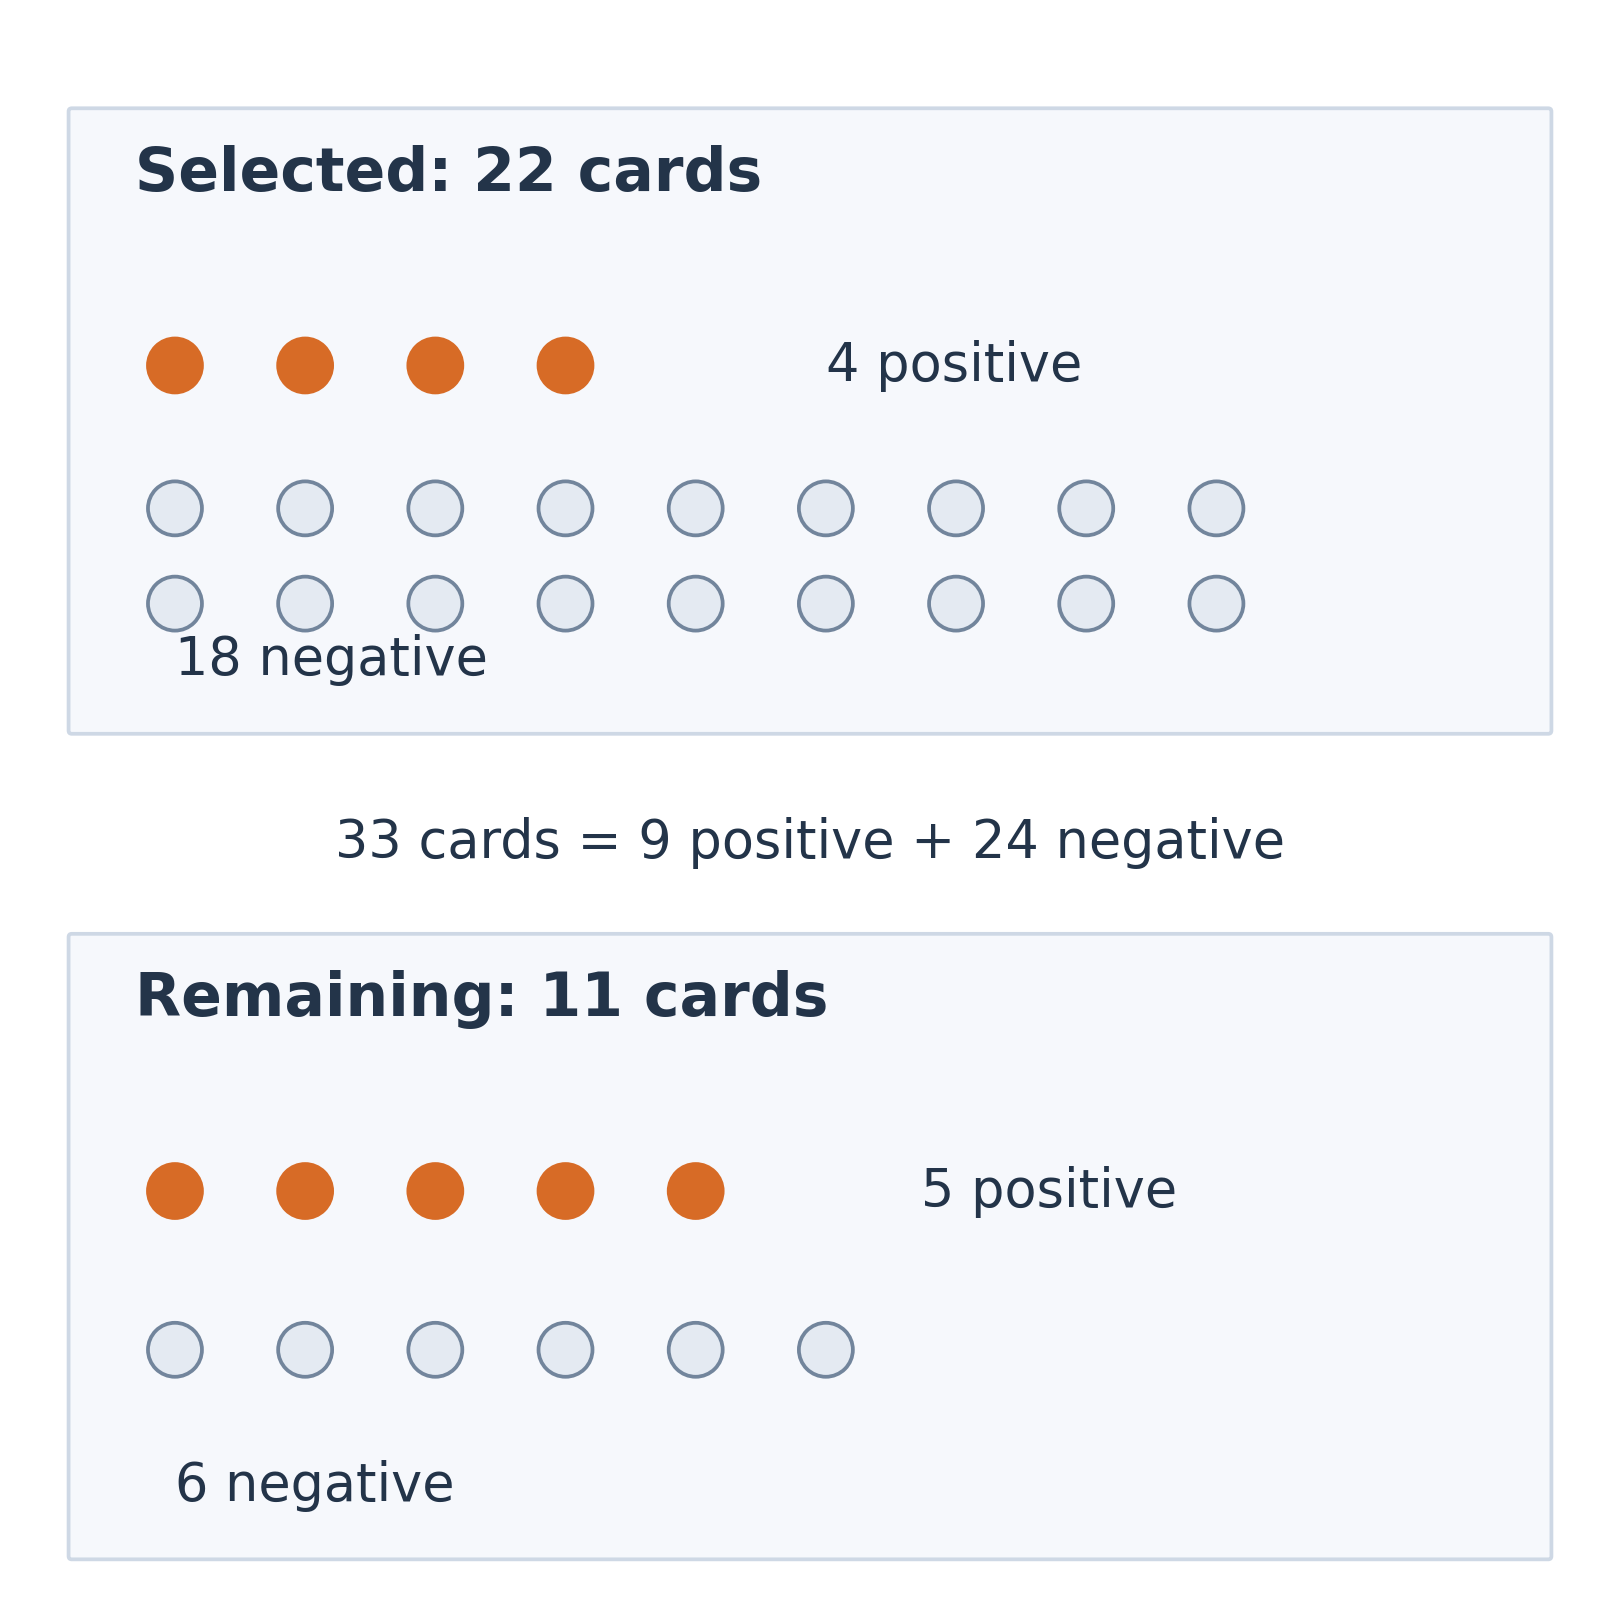 Selected: 22 cards
4 positive
18 negative
33 cards = 9 positive + 24 negative
Remaining: 11 cards
5 positive
6 negative